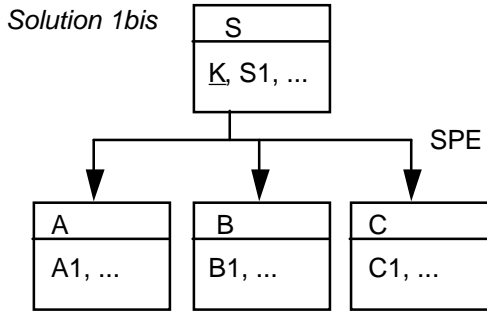 Solution 1bis
S
K, S1, ...
SPE
A
B
C
A1, ...
B1, ...
C1, ...